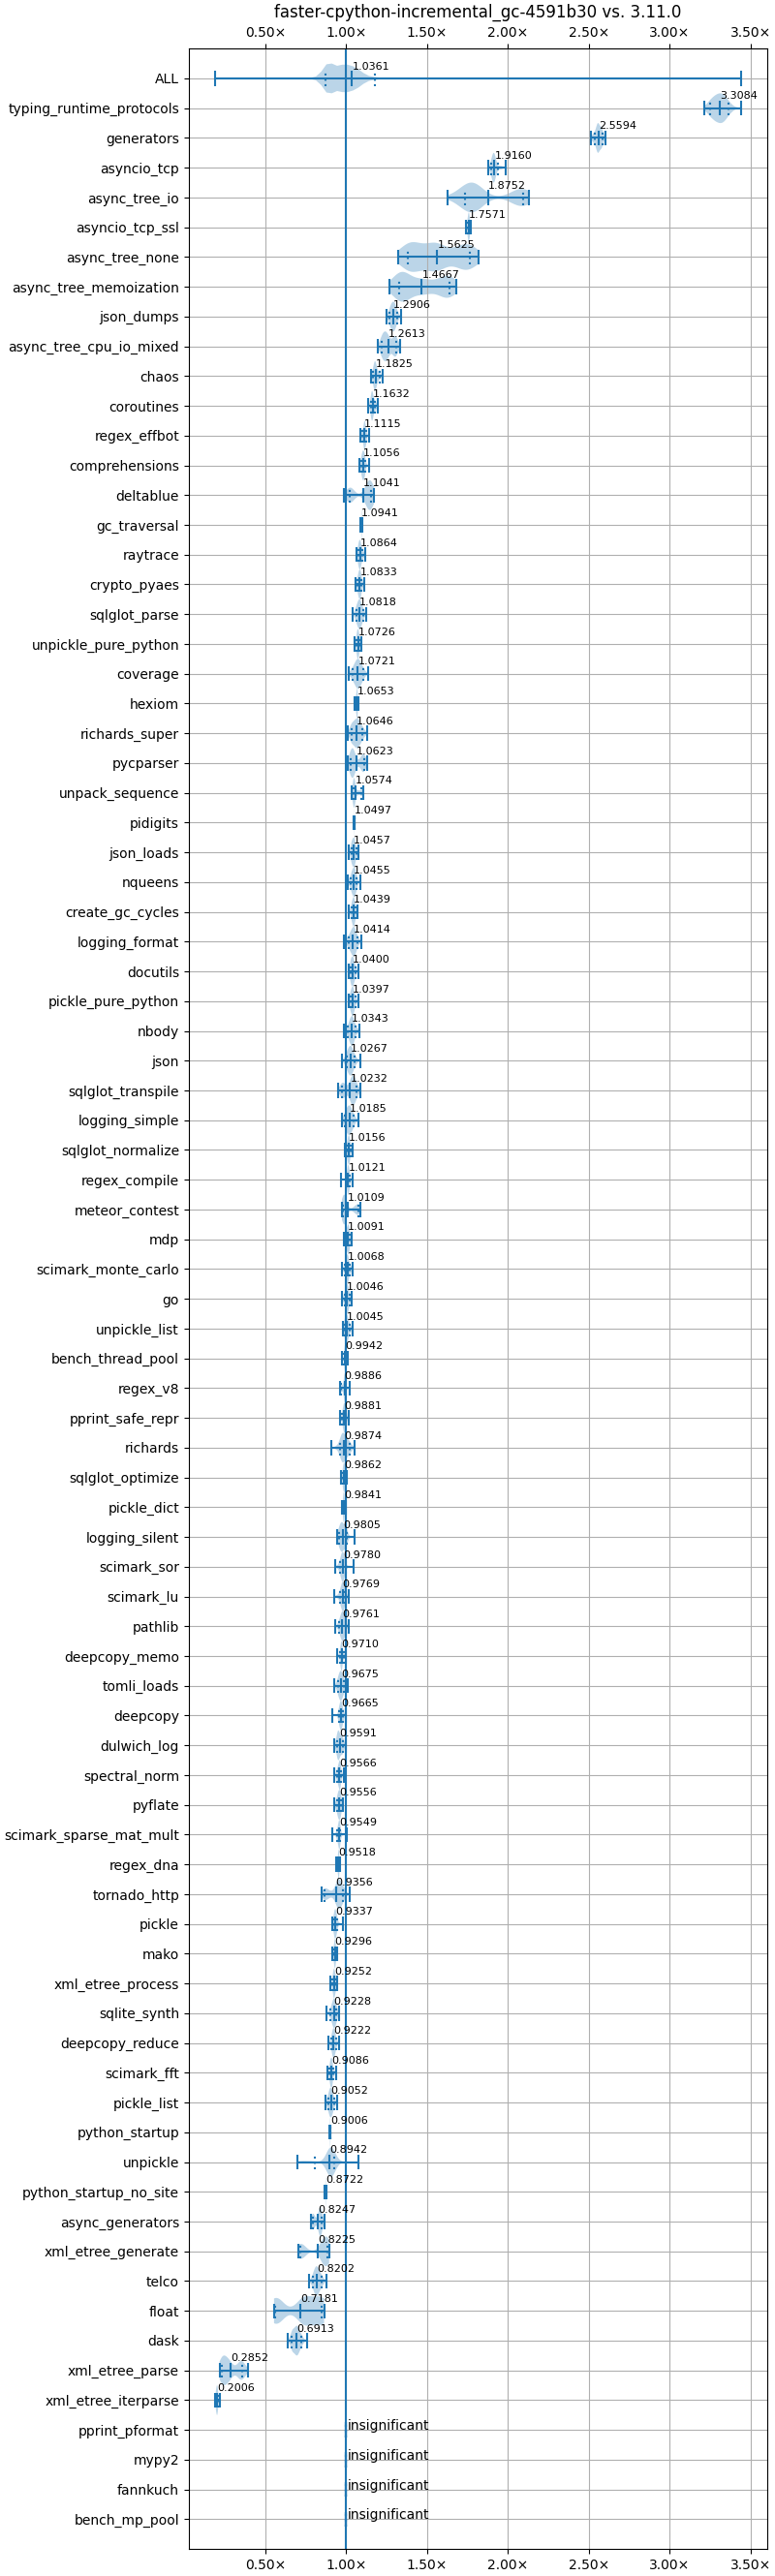 faster-cpython-incremental_gc-4591b30 vs. 3.11.0
0.50× 1.00× 1.50× 2.00× 2.50× 3.00× 3.50×
ALL 1.0361
typing_runtime_protocols 3.3084
generators 2.5594
asyncio_tcp 1.9160
async_tree_io 1.8752
asyncio_tcp_ssl 1.7571
async_tree_none 1.5625
async_tree_memoization 1.4667
json_dumps 1.2906
async_tree_cpu_io_mixed 1.2613
chaos 1.1825
coroutines 1.1632
regex_effbot 1.1115
comprehensions 1.1056
deltablue 1.1041
gc_traversal 1.0941
raytrace 1.0864
crypto_pyaes 1.0833
sqlglot_parse 1.0818
unpickle_pure_python 1.0726
coverage 1.0721
hexiom 1.0653
richards_super 1.0646
pycparser 1.0623
unpack_sequence 1.0574
pidigits 1.0497
json_loads 1.0457
nqueens 1.0455
create_gc_cycles 1.0439
logging_format 1.0414
docutils 1.0400
pickle_pure_python 1.0397
nbody 1.0343
json 1.0267
sqlglot_transpile 1.0232
logging_simple 1.0185
sqlglot_normalize 1.0156
regex_compile 1.0121
meteor_contest 1.0109
mdp 1.0091
scimark_monte_carlo 1.0068
go 1.0046
unpickle_list 1.0045
bench_thread_pool 0.9942
regex_v8 0.9886
pprint_safe_repr 0.9881
richards 0.9874
sqlglot_optimize 0.9862
pickle_dict 0.9841
logging_silent 0.9805
scimark_sor 0.9780
scimark_lu 0.9769
pathlib 0.9761
deepcopy_memo 0.9710
tomli_loads 0.9675
deepcopy 0.9665
dulwich_log 0.9591
spectral_norm 0.9566
pyflate 0.9556
scimark_sparse_mat_mult 0.9549
regex_dna 0.9518
tornado_http 0.9356
pickle 0.9337
mako 0.9296
xml_etree_process 0.9252
sqlite_synth 0.9228
deepcopy_reduce 0.9222
scimark_fft 0.9086
pickle_list 0.9052
python_startup 0.9006
unpickle 0.8942
python_startup_no_site 0.8722
async_generators 0.8247
xml_etree_generate 0.8225
telco 0.8202
float 0.7181
dask 0.6913
xml_etree_parse 0.2852
xml_etree_iterparse 0.2006
pprint_pformat insignificant
mypy2 insignificant
fannkuch insignificant
bench_mp_pool insignificant
0.50× 1.00× 1.50× 2.00× 2.50× 3.00× 3.50×